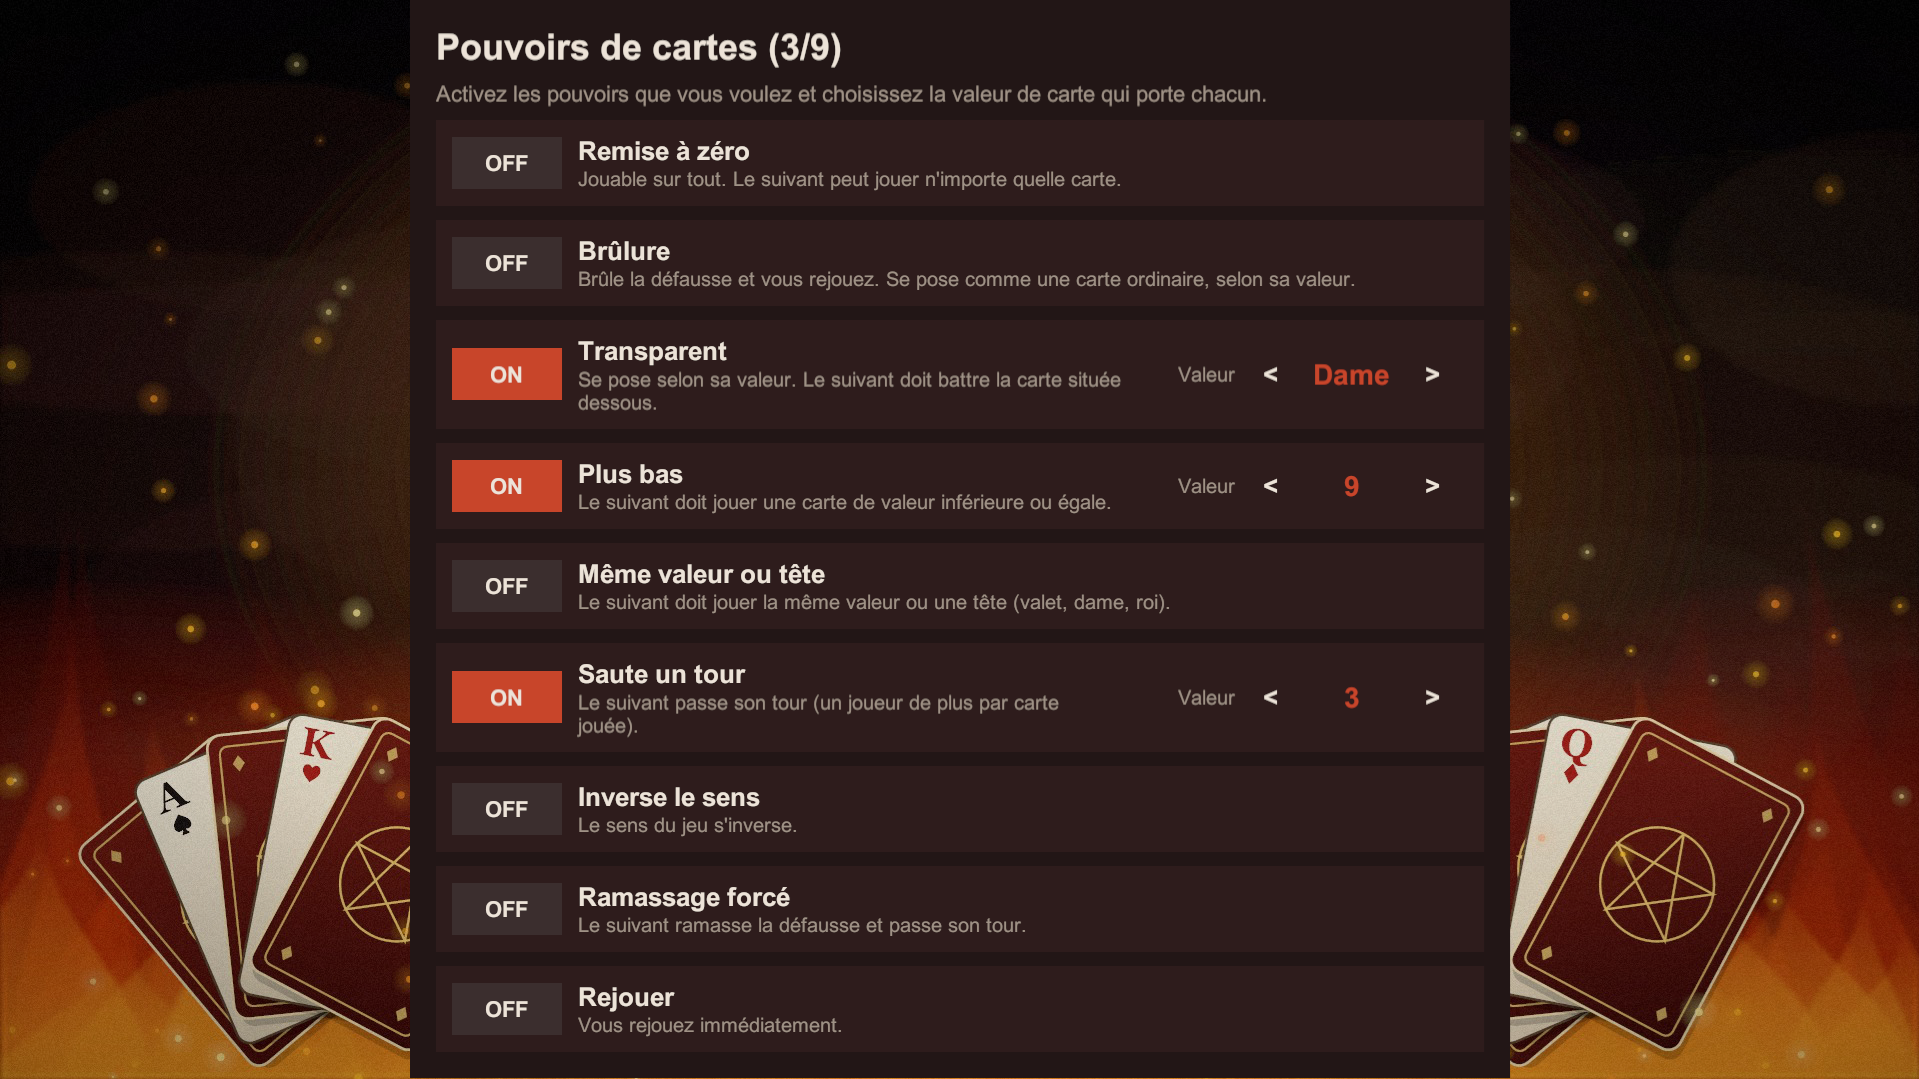 Pouvoirs de cartes (3/9)
Activez les pouvoirs que vous voulez et choisissez la valeur de carte qui porte chacun.
OFF
Remise à zéro
Jouable sur tout. Le suivant peut jouer n'importe quelle carte.
OFF
Brûlure
Brûle la défausse et vous rejouez. Se pose comme une carte ordinaire, selon sa valeur.
ON
Transparent
Se pose selon sa valeur. Le suivant doit battre la carte située
dessous.
Valeur < Dame >
ON
Plus bas
Le suivant doit jouer une carte de valeur inférieure ou égale.
Valeur < 9 >
OFF
Même valeur ou tête
Le suivant doit jouer la même valeur ou une tête (valet, dame, roi).
ON
Saute un tour
Le suivant passe son tour (un joueur de plus par carte
jouée).
Valeur < 3 >
OFF
Inverse le sens
Le sens du jeu s'inverse.
OFF
Ramassage forcé
Le suivant ramasse la défausse et passe son tour.
OFF
Rejouer
Vous rejouez immédiatement.
A
K
Q